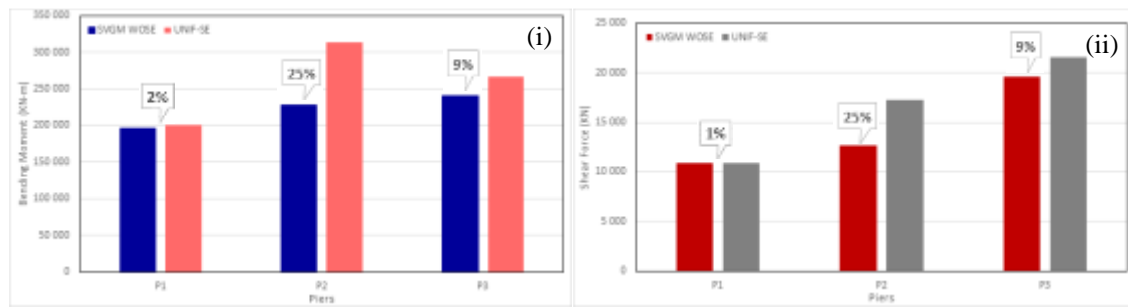 350 000
SVGM WOSE
UNIF-SE
(i)
300 000
250 000
200 000
150 000
100 000
50 000
0
2%
25%
9%
Bending Moment (KN-m)
P1
P2
P3
Piers
25 000
SVGM WOSE
UNIF-SE
(ii)
20 000
15 000
10 000
5 000
0
1%
25%
9%
Shear Force (KN)
P1
P2
P3
Piers